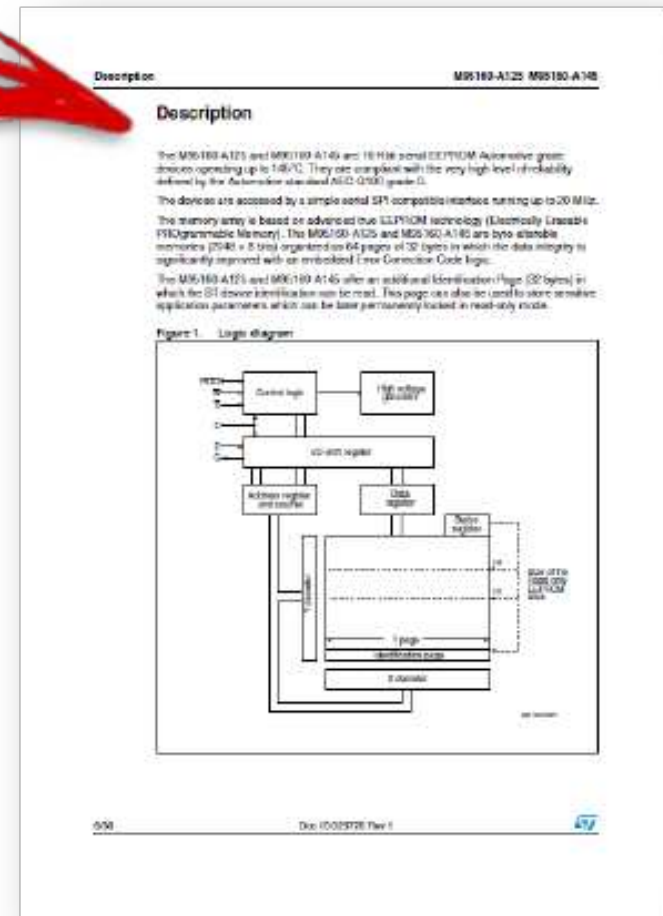 Description
M95160-A125 M95160-A145
Description
The M95160-A125 and M95160-A145 are 16-Kbit serial EEPROM Automotive grade
devices operating up to 145°C. They are compliant with the very high level of reliability
defined by the Automotive standard AEC-Q100 grade 0.
The devices are accessed by a simple serial SPI compatible interface running up to 20 MHz.
The memory array is based on advanced true EEPROM technology (Electrically Erasable
PROgrammable Memory). The M95160-A125 and M95160-A145 are byte-alterable
memories (2048 × 8 bits) organized as 64 pages of 32 bytes in which the data integrity is
significantly improved with an embedded Error Correction Code logic.
The M95160-A125 and M95160-A145 offer an additional Identification Page (32 bytes) in
which the ST device identification can be read. This page can also be used to store sensitive
application parameters which can be later permanently locked in read-only mode.
Figure 1. Logic diagram
Control logic
High voltage
generator
I/O shift register
Address register
and counter
Data
register
Status
register
Size of the
Read only
EEPROM
area
Y decoder
1 page
Identification page
X decoder
Rev 1
ST